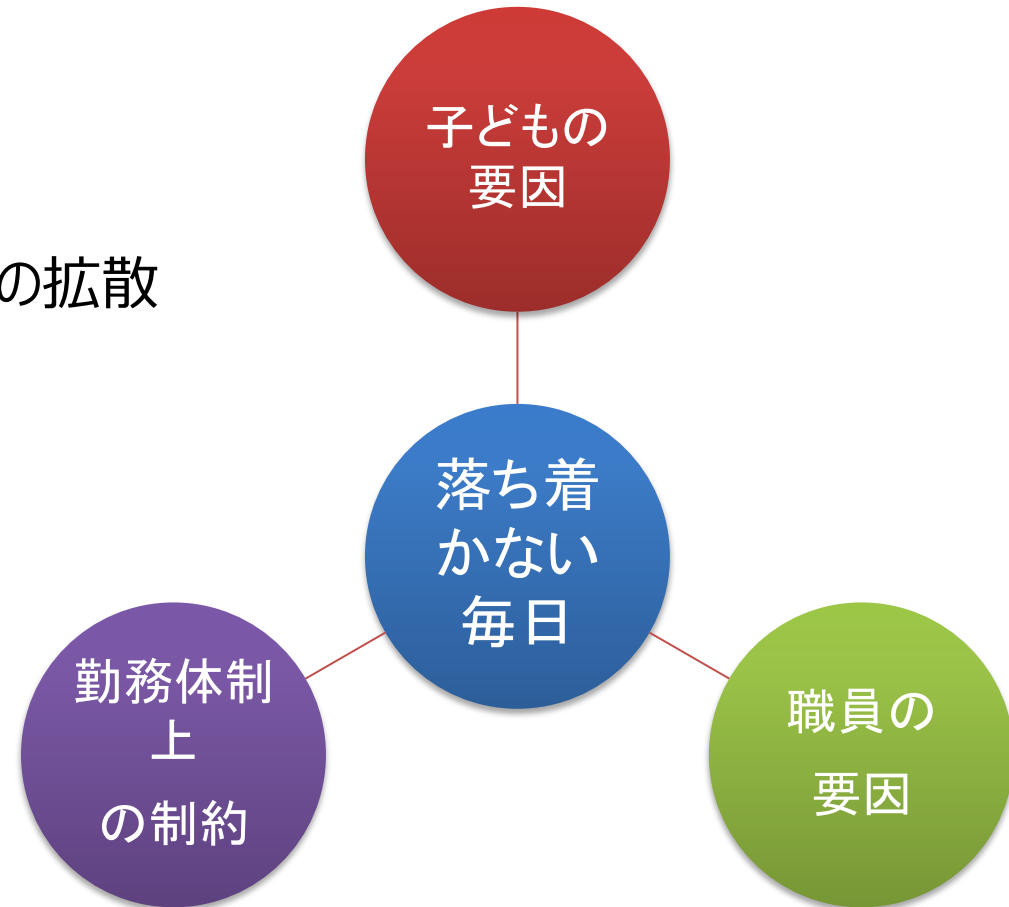 子どもの
要因
の拡散
落ち着
かない
毎日
勤務体制
上
の制約
職員の
要因